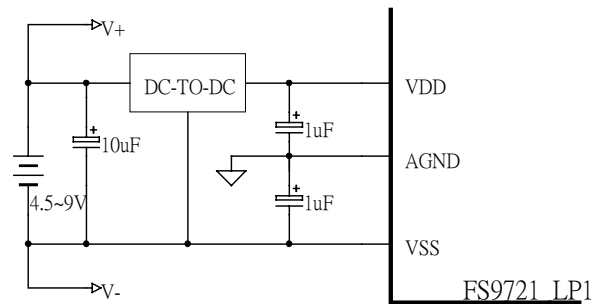 V+
DC-TO-DC
VDD
+
10uF
+
1uF
AGND
+
1uF
4.5~9V
VSS
V-
FS9721_LP1